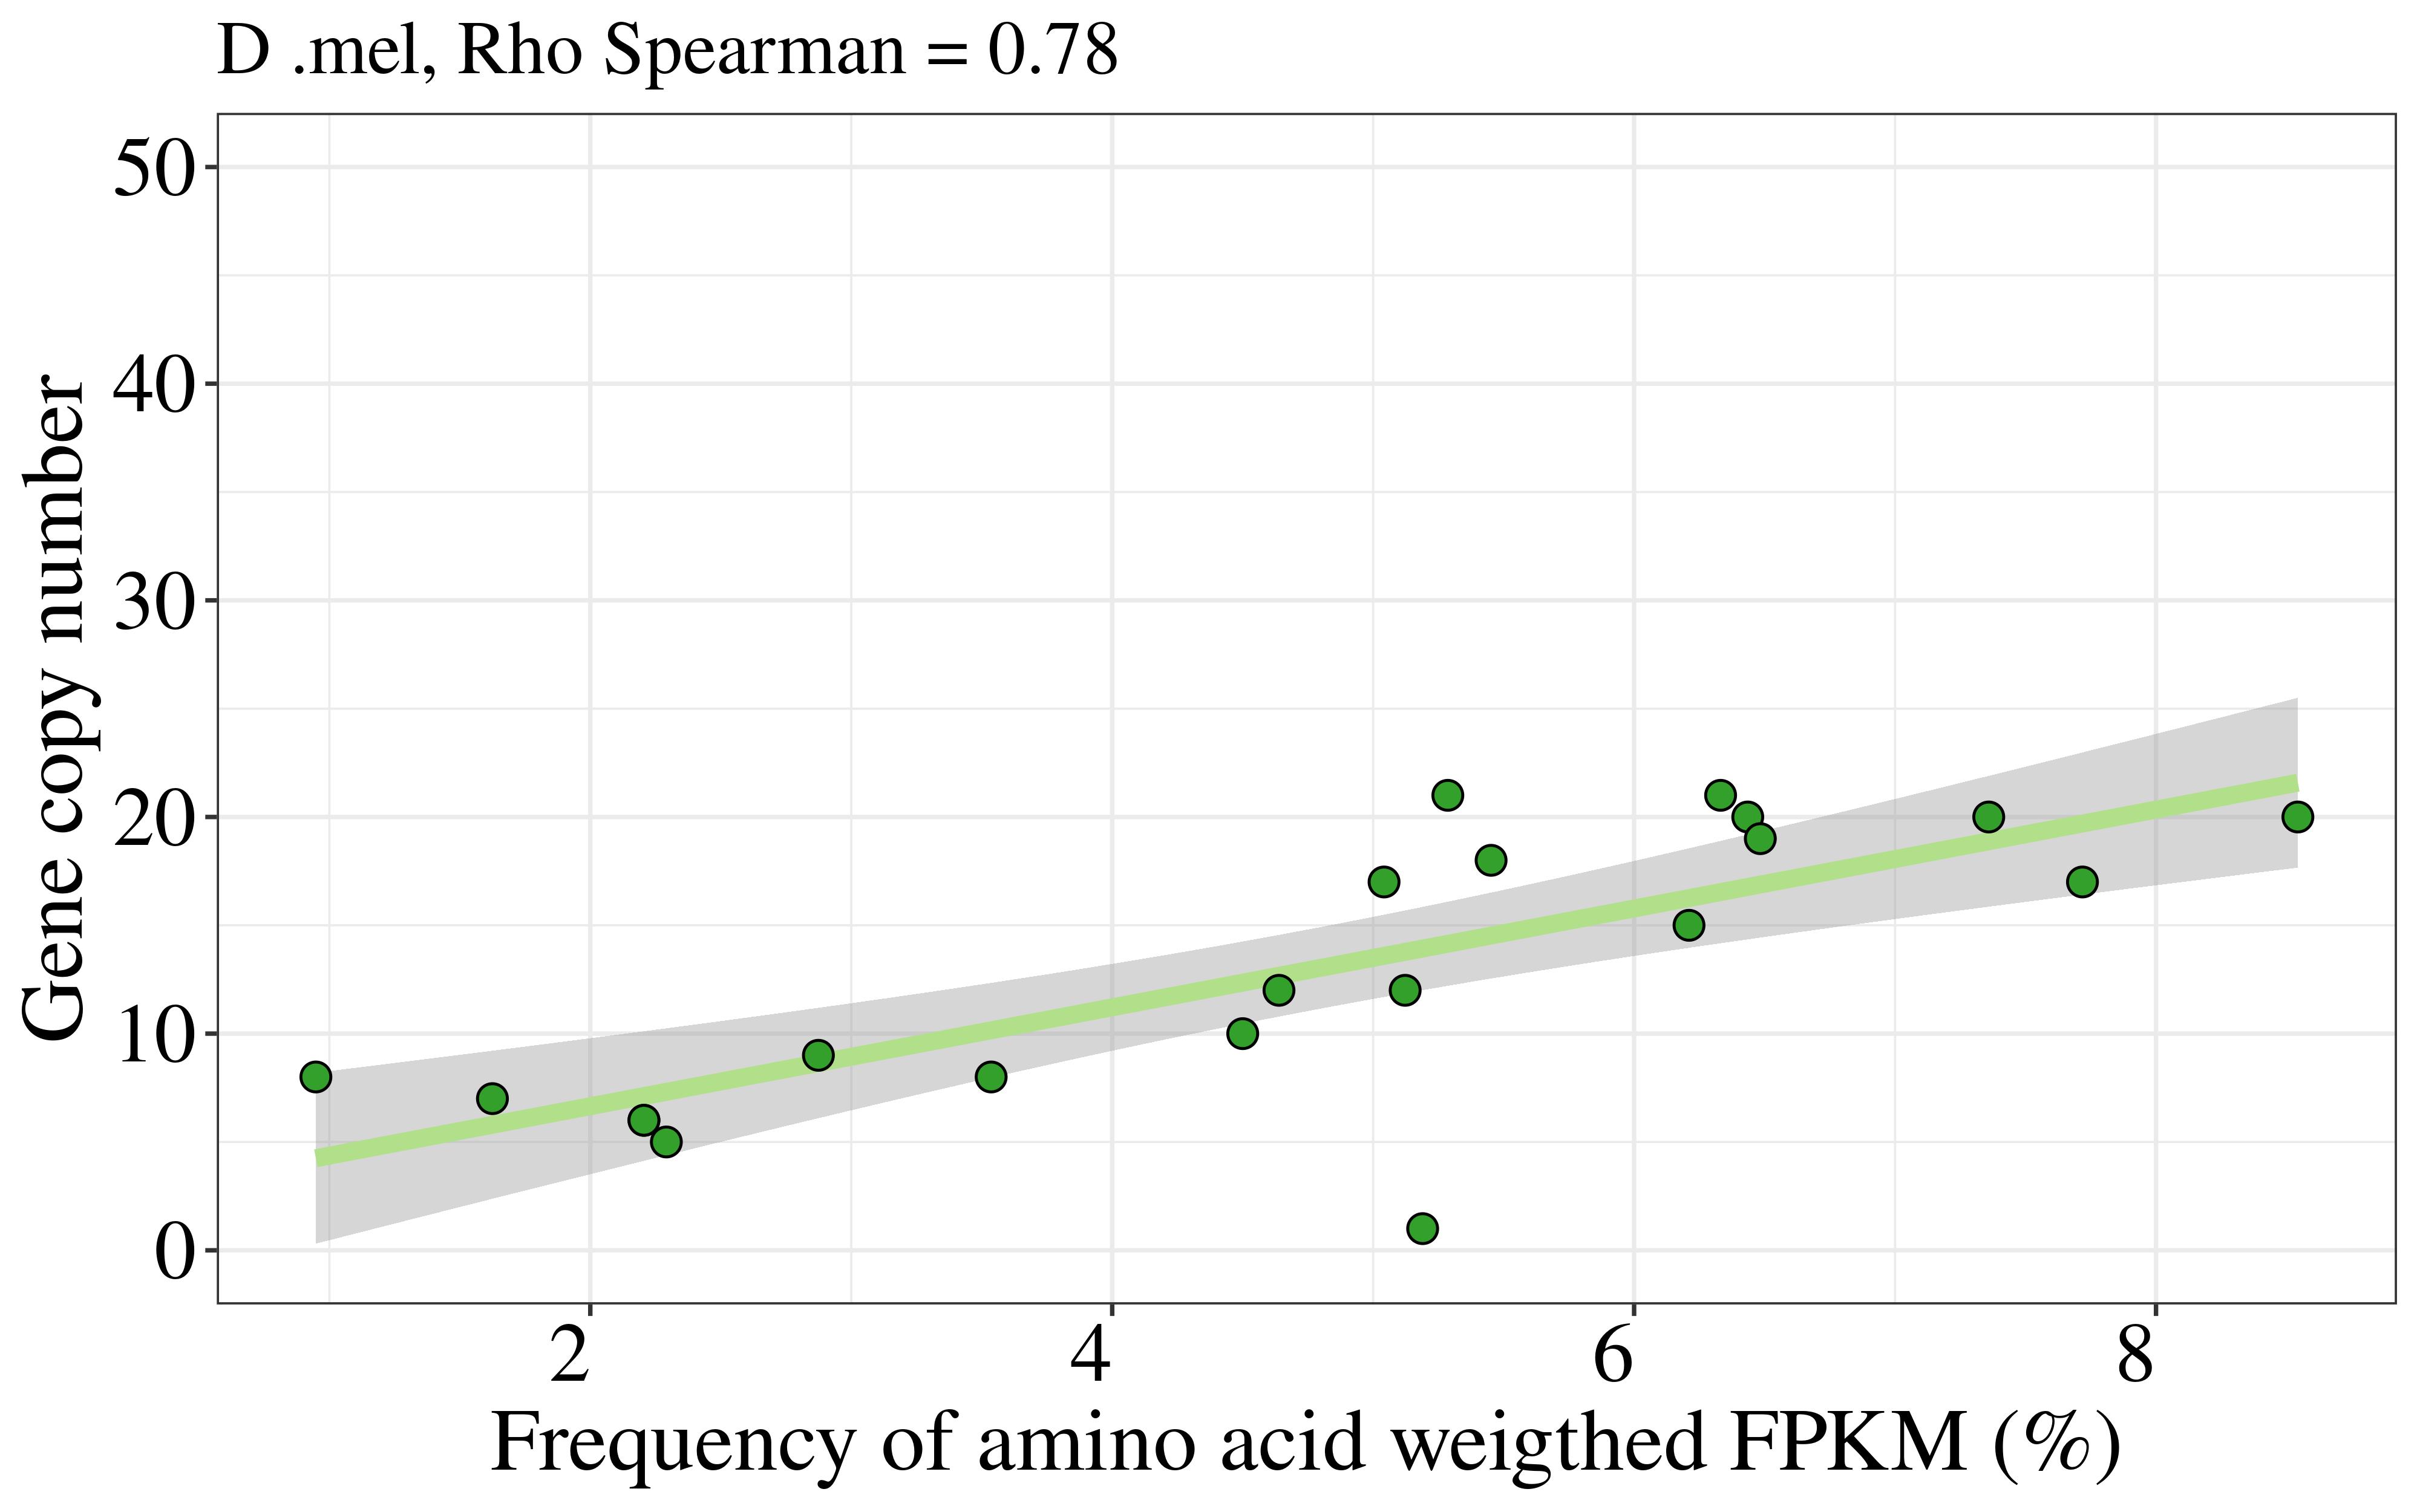 D .mel, Rho Spearman = 0.78
Gene copy number
50
40
30
20
10
0
2 4 6 8
Frequency of amino acid weigthed FPKM (%)